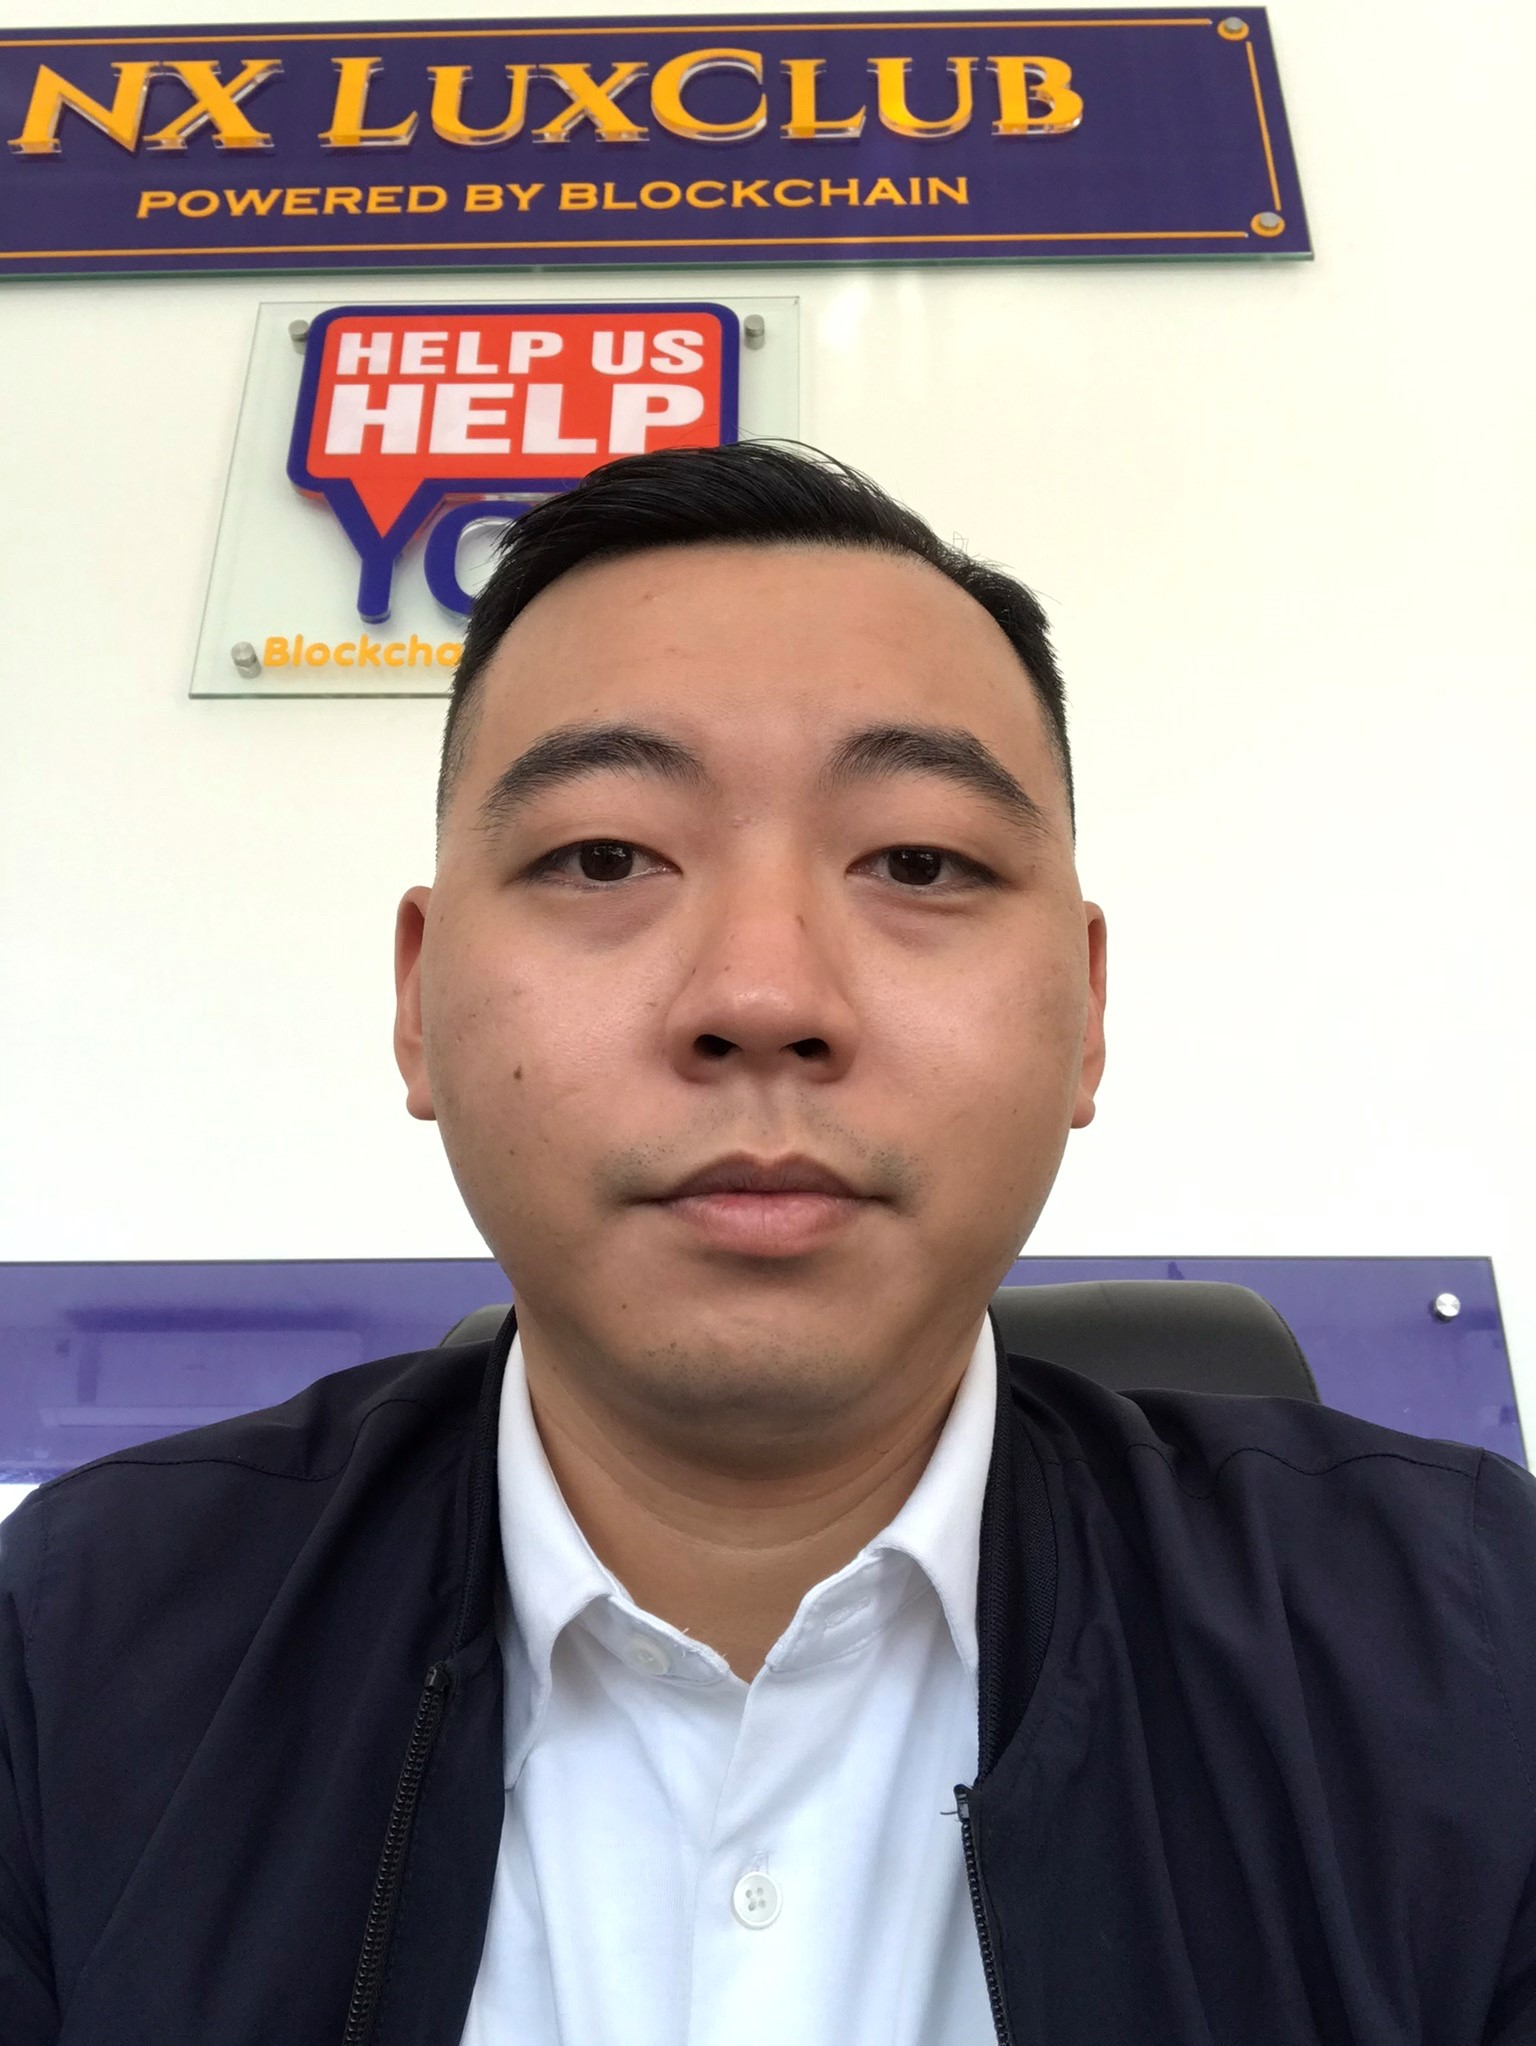 NX LUXCLUB
POWERED BY BLOCKCHAIN
HELP US
HELP